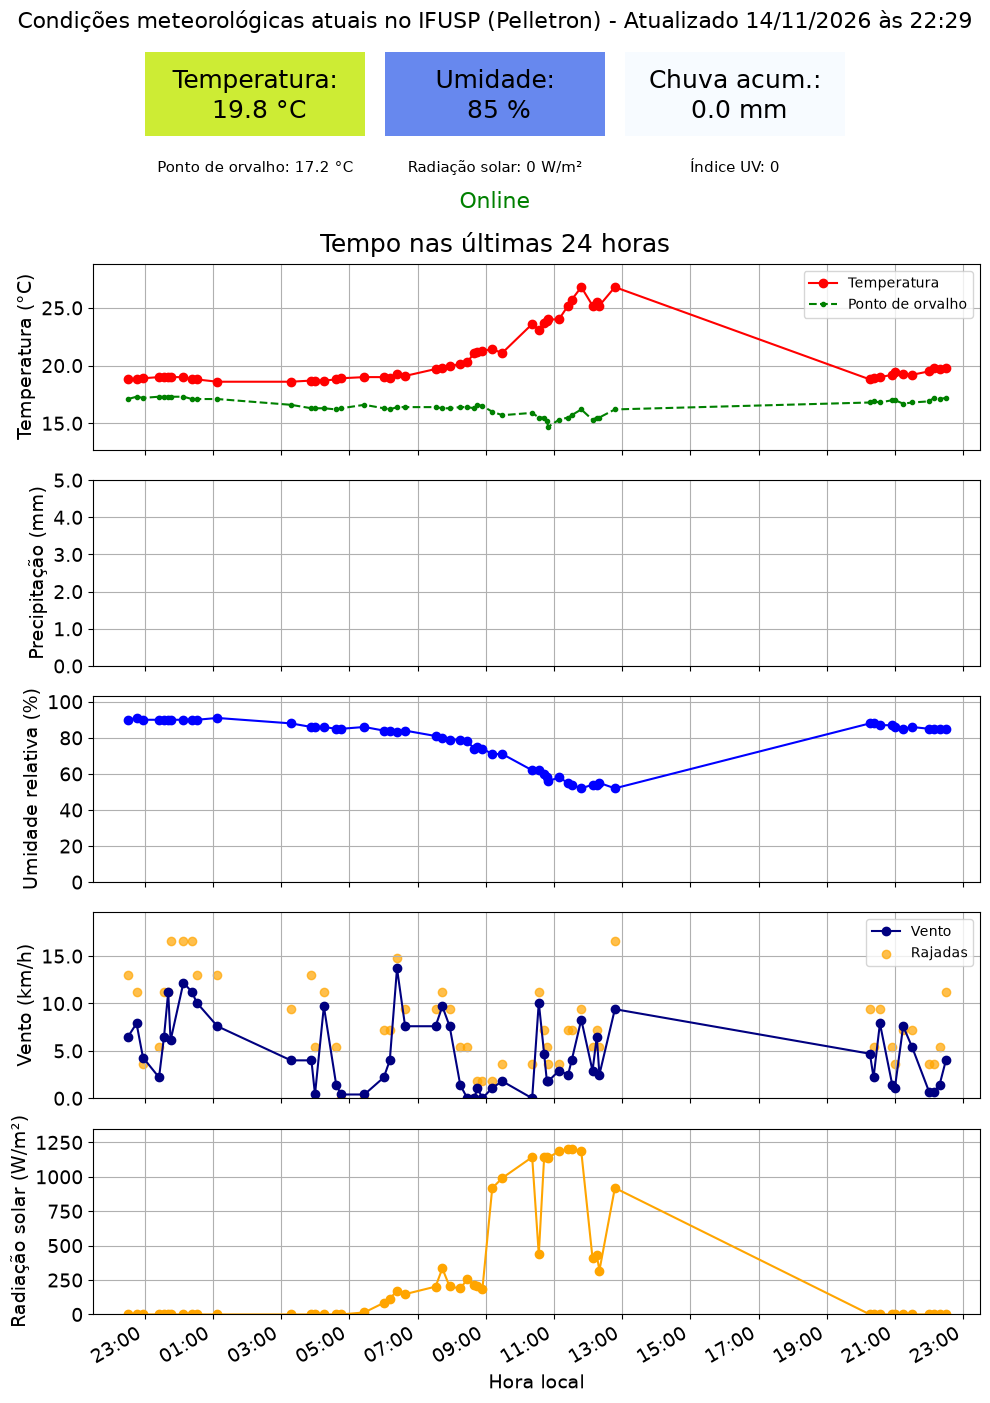 Condições meteorológicas atuais no IFUSP (Pelletron) - Atualizado 14/11/2026 às 22:29
Temperatura:
19.8 °C
Umidade:
85 %
Chuva acum.:
0.0 mm
Ponto de orvalho: 17.2 °C
Radiação solar: 0 W/m²
Índice UV: 0
Online
Tempo nas últimas 24 horas
Temperatura (°C)
25.0
20.0
15.0
Temperatura
Ponto de orvalho
Precipitação (mm)
5.0
4.0
3.0
2.0
1.0
0.0
Umidade relativa (%)
100
80
60
40
20
0
Vento (km/h)
15.0
10.0
5.0
0.0
Vento
Rajadas
Radiação solar (W/m²)
1250
1000
750
500
250
0
23:00
01:00
03:00
05:00
07:00
09:00
11:00
13:00
15:00
17:00
19:00
21:00
23:00
Hora local